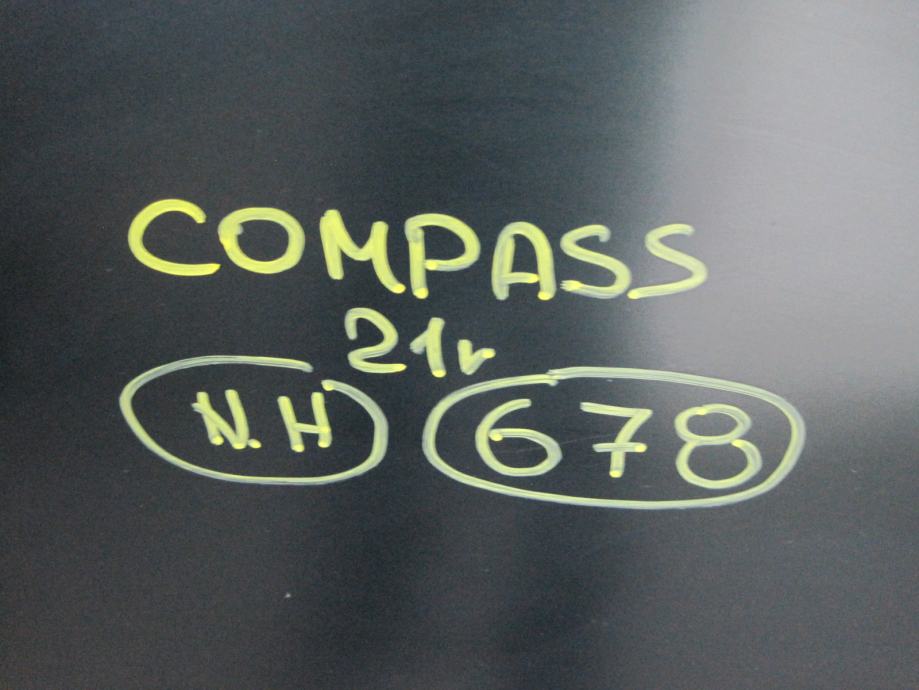 COMPASS
21r
N.H 678